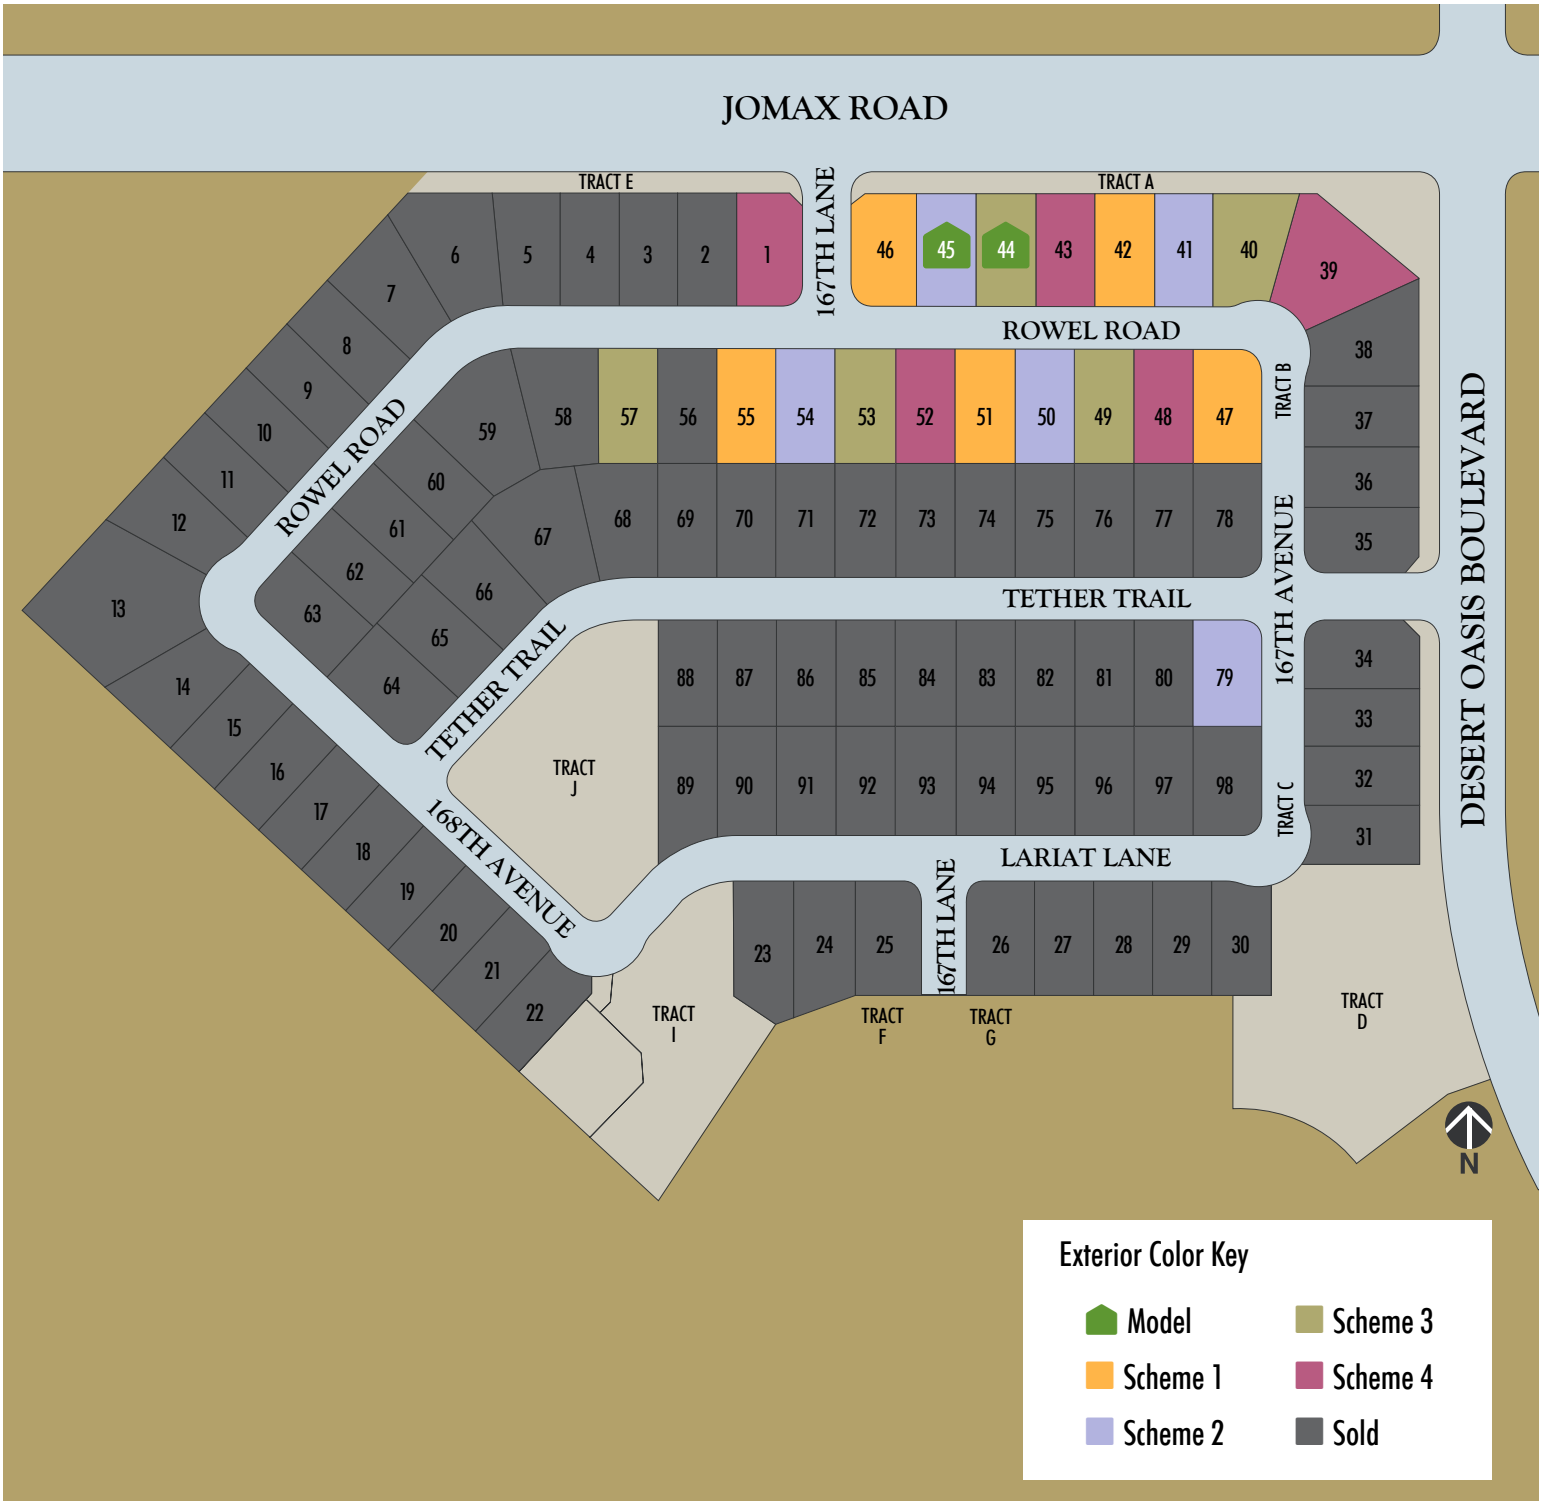 JOMAX ROAD
TRACT E
TRACT A
167TH LANE
6
5
4
3
2
1
46
45
44
43
42
41
40
39
7
8
9
10
11
12
13
ROWEL ROAD
ROWEL ROAD
38
37
36
35
TRACT B
DESERT OASIS BOULEVARD
59
58
57
56
55
54
53
52
51
50
49
48
47
60
61
62
63
64
65
66
67
68
69
70
71
72
73
74
75
76
77
78
167TH AVENUE
TETHER TRAIL
TETHER TRAIL
88
87
86
85
84
83
82
81
80
79
34
33
32
31
14
15
16
17
18
19
20
21
22
168TH AVENUE
TRACT
J
89
90
91
92
93
94
95
96
97
98
TRACT C
LARIAT LANE
167TH LANE
23
24
25
26
27
28
29
30
TRACT
I
TRACT
F
TRACT
G
TRACT
D
N
Exterior Color Key
Model
Scheme 3
Scheme 1
Scheme 4
Scheme 2
Sold